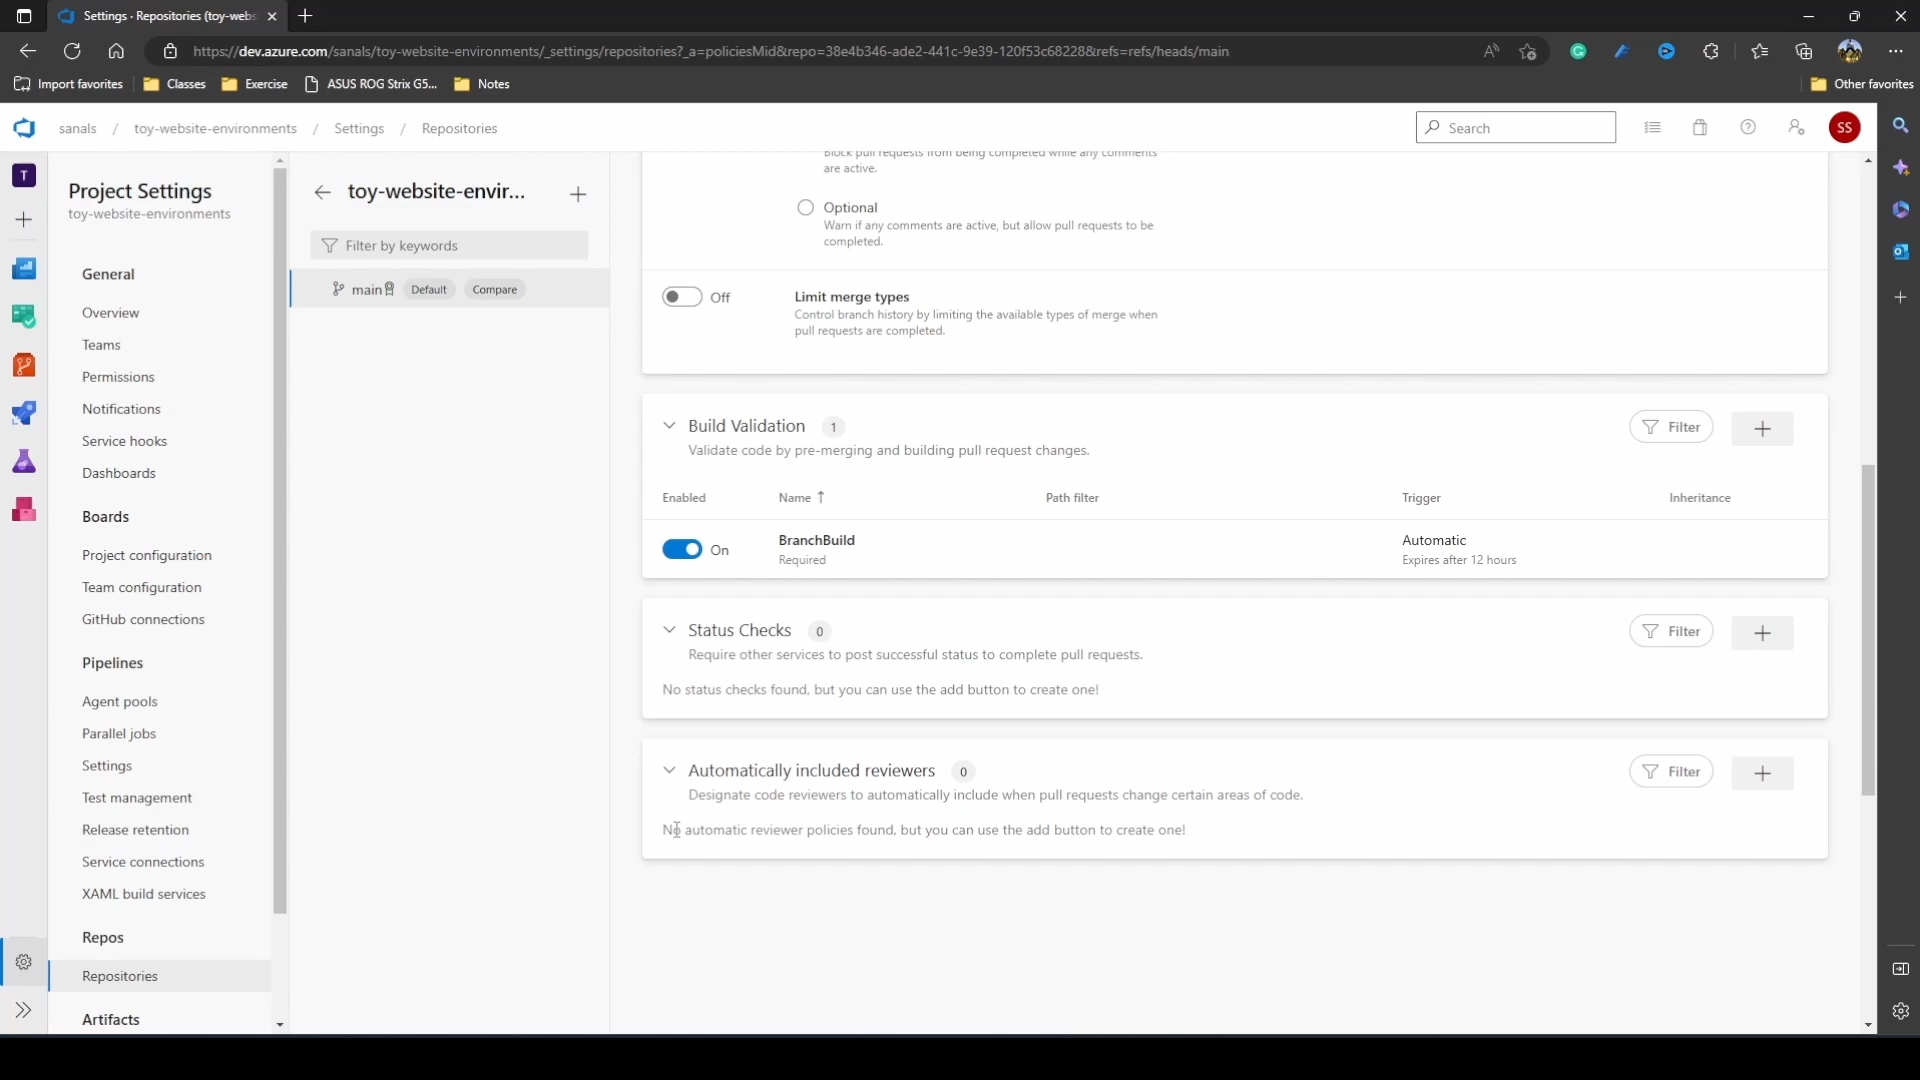 Settings · Repositories (toy-webs
https://dev.azure.com/sanals/toy-website-environments/_settings/repositories?_a=policiesMid&repo=38e4b346-ade2-441c-9e39-120f53c68228&refs=refs/heads/main
Import favorites
Classes
Exercise
ASUS ROG Strix G5...
Notes
Other favorites
sanals / toy-website-environments / Settings / Repositories
Search
SS
T
Project Settings
toy-website-environments
General
Overview
Teams
Permissions
Notifications
Service hooks
Dashboards
Boards
Project configuration
Team configuration
GitHub connections
Pipelines
Agent pools
Parallel jobs
Settings
Test management
Release retention
Service connections
XAML build services
Repos
Repositories
Artifacts
toy-website-envir...
Filter by keywords
main Default Compare
Block pull requests from being completed while any comments
are active.
Optional
Warn if any comments are active, but allow pull requests to be
completed.
Off
Limit merge types
Control branch history by limiting the available types of merge when
pull requests are completed.
Build Validation 1
Filter
Validate code by pre-merging and building pull request changes.
Enabled Name ↑ Path filter Trigger Inheritance
On BranchBuild Automatic
Required Expires after 12 hours
Status Checks 0
Filter
Require other services to post successful status to complete pull requests.
No status checks found, but you can use the add button to create one!
Automatically included reviewers 0
Filter
Designate code reviewers to automatically include when pull requests change certain areas of code.
No automatic reviewer policies found, but you can use the add button to create one!